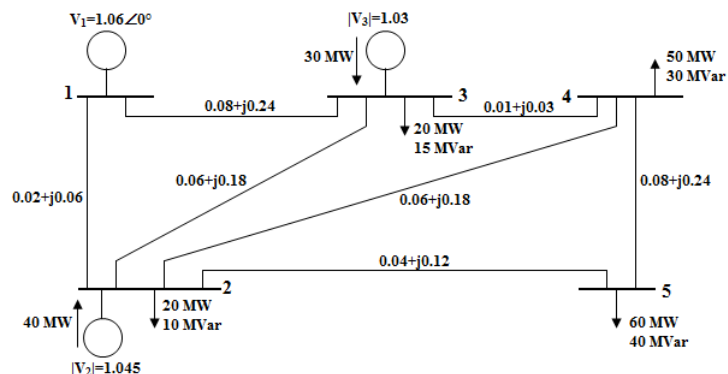 V₁=1.06∠0°
|V₃|=1.03
30 MW
50 MW
30 MVar
1
3
4
0.08+j0.24
0.01+j0.03
20 MW
15 MVar
0.06+j0.18
0.06+j0.18
0.08+j0.24
0.02+j0.06
0.04+j0.12
2
5
40 MW
20 MW
10 MVar
60 MW
40 MVar
|V₂|=1.045